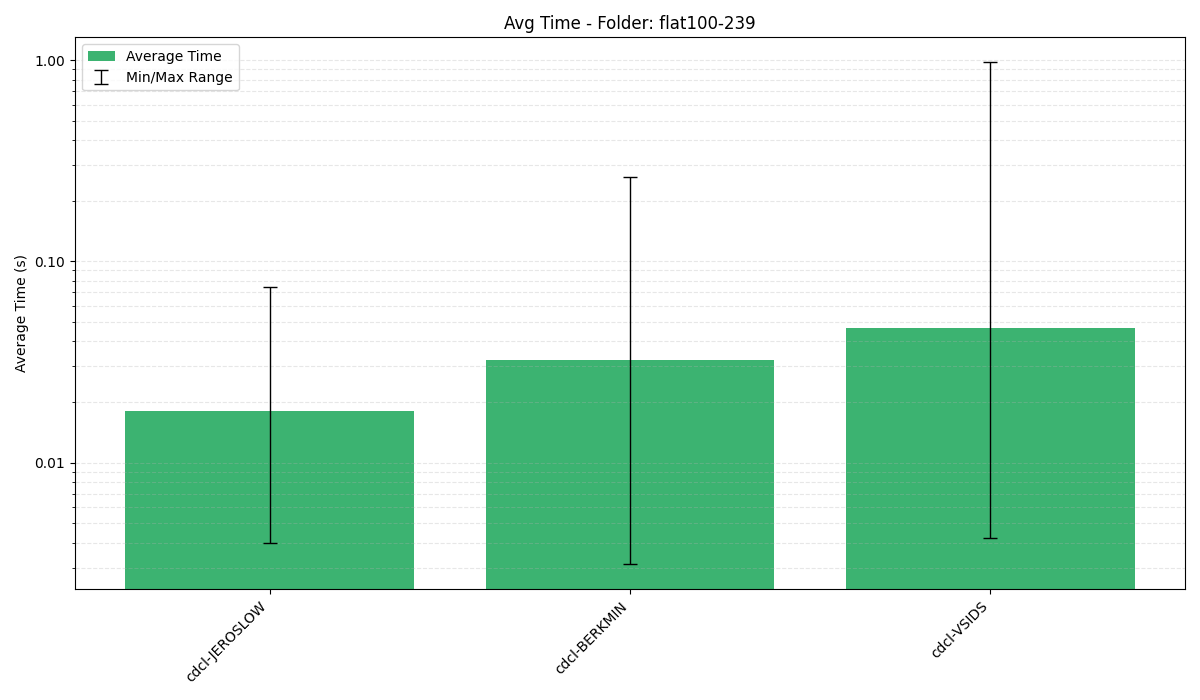 Avg Time - Folder: flat100-239
Average Time
Min/Max Range
Average Time (s)
1.00
0.10
0.01
cdcl-JEROSLOW
cdcl-BERKMIN
cdcl-VSIDS